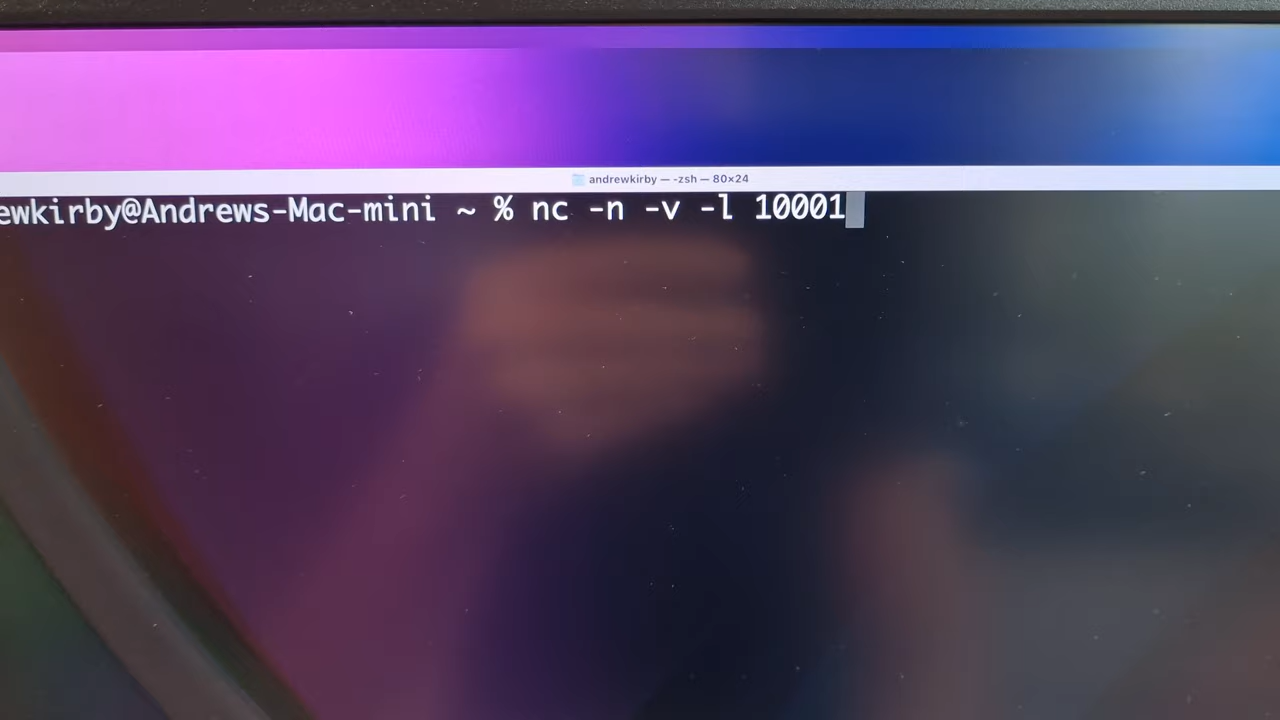 andrewkirby — -zsh — 80×24
ewkirby@Andrews-Mac-mini ~ % nc -n -v -l 10001